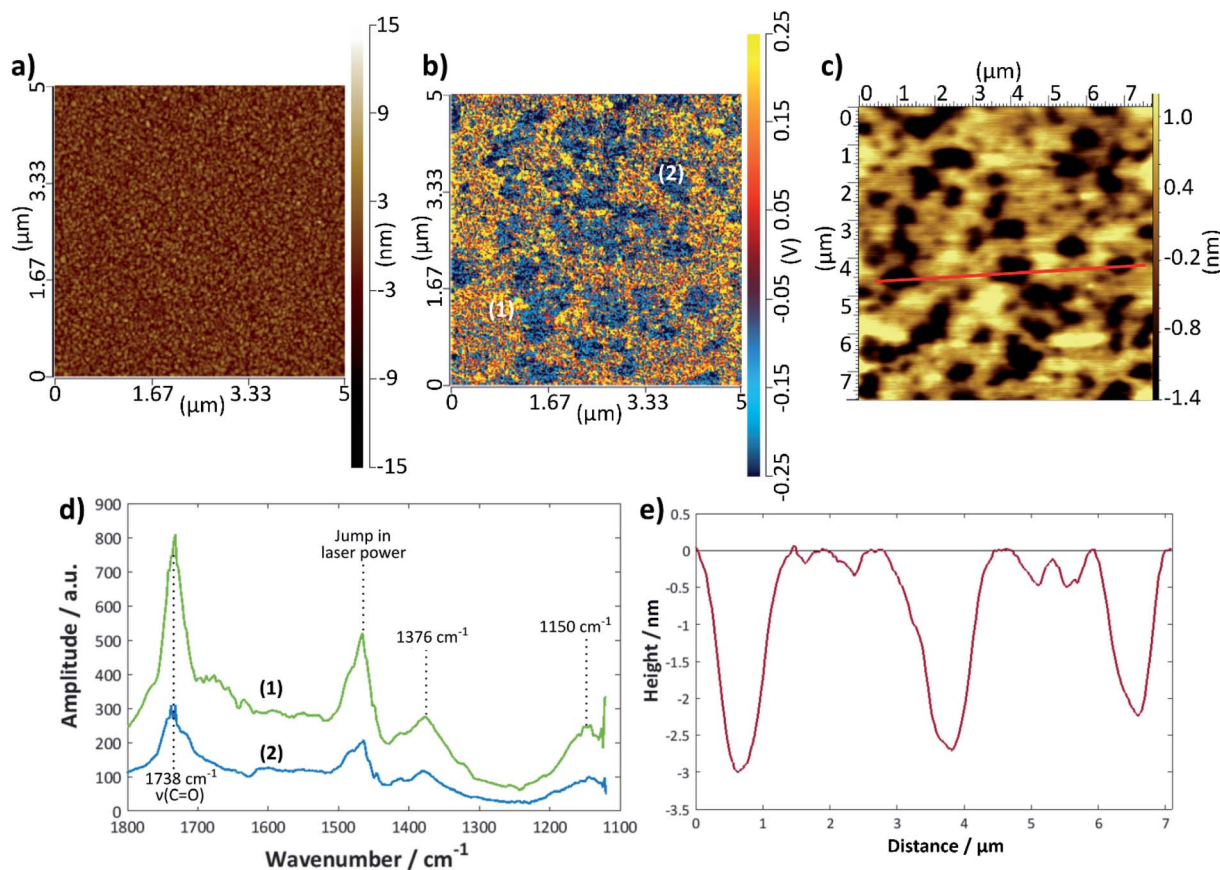 a)
5
3.33
1.67
0
(µm)
0
1.67
3.33
5
(µm)
15
9
3
(nm)
-3
-9
-15
b)
5
3.33
1.67
0
(µm)
0
1.67
3.33
5
(µm)
(1)
(2)
0.25
0.15
0.05
(V)
-0.05
-0.15
-0.25
c)
(µm)
0 1 2 3 4 5 6 7
0
1
2
3
4
5
6
7
(µm)
1.0
0.4
-0.2
(nm)
-0.8
-1.4
d)
Amplitude / a.u.
900
800
700
600
500
400
300
200
100
0
Jump in
laser power
1376 cm⁻¹
1150 cm⁻¹
(1)
(2)
1738 cm⁻¹
ν(C=O)
1800 1700 1600 1500 1400 1300 1200 1100
Wavenumber / cm⁻¹
e)
Height / nm
0.5
0
-0.5
-1
-1.5
-2
-2.5
-3
-3.5
0 1 2 3 4 5 6 7
Distance / µm